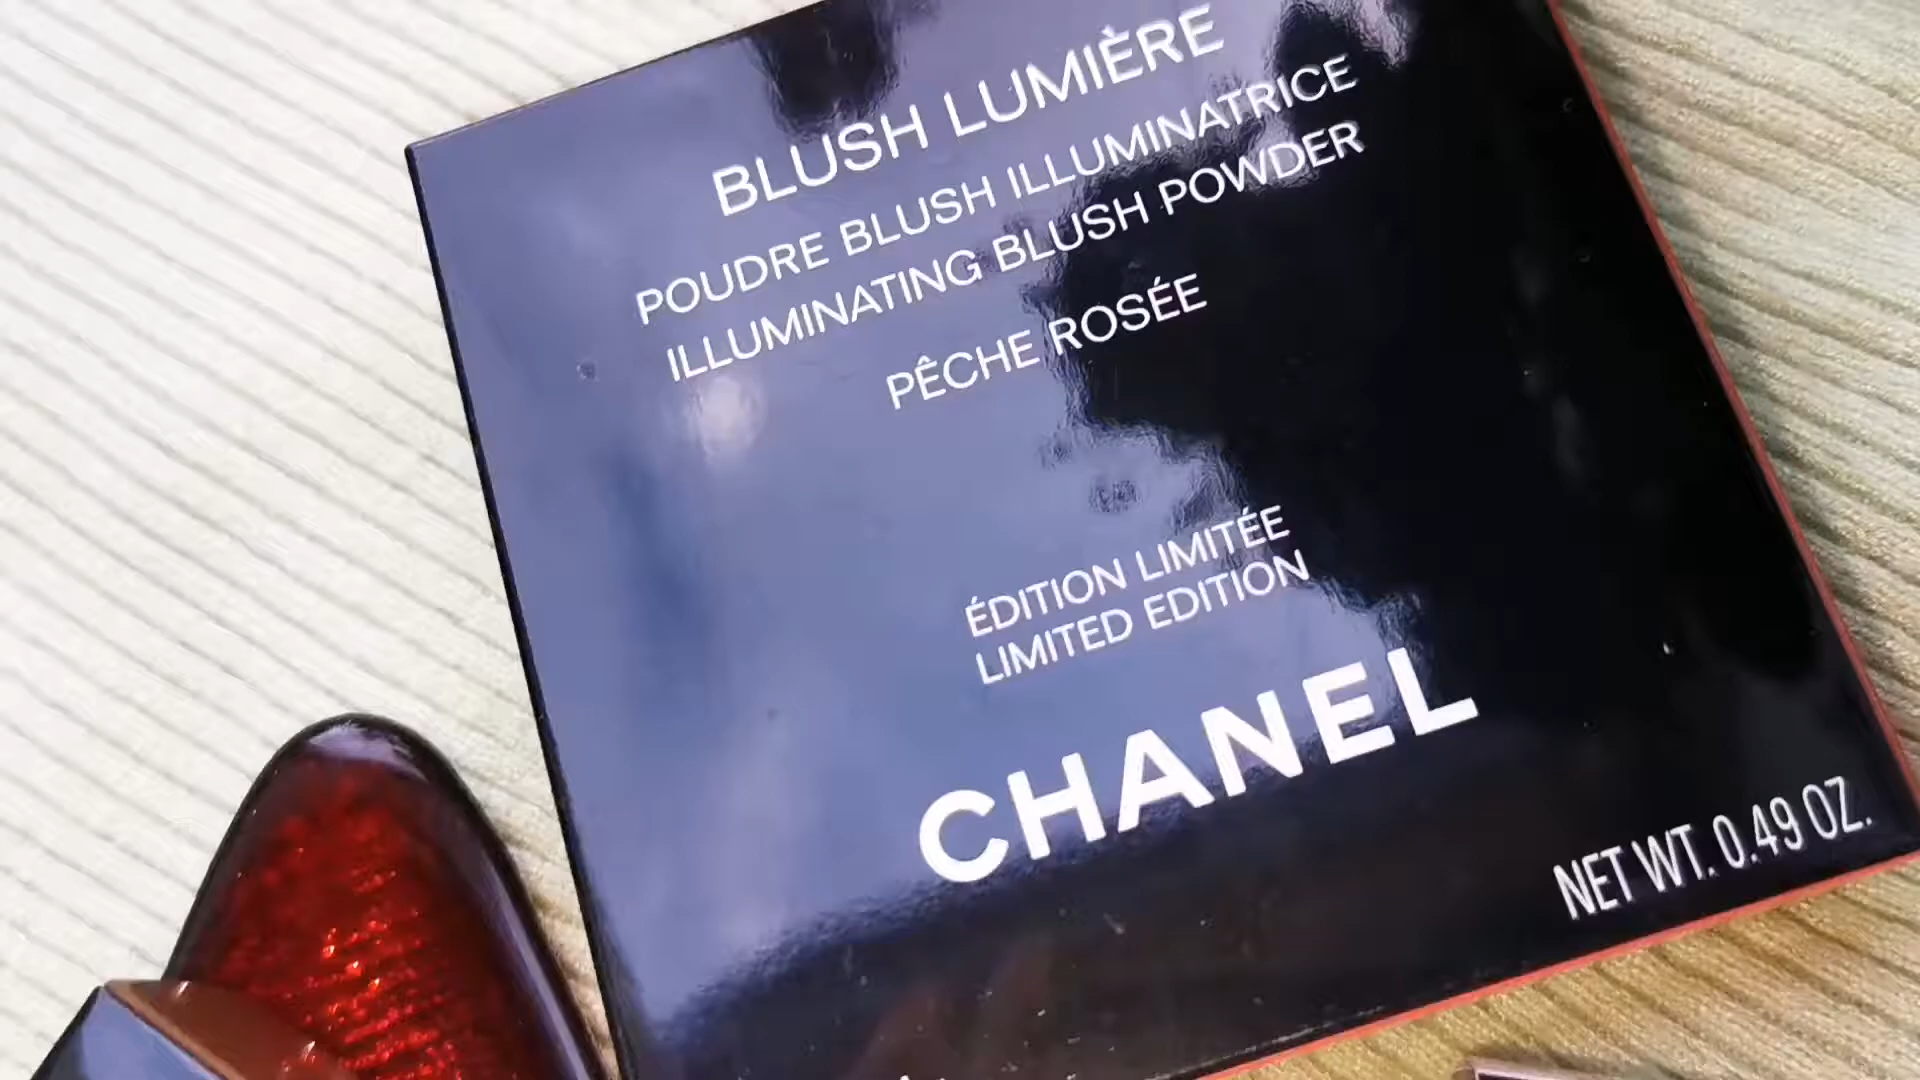 BLUSH LUMIÈRE
POUDRE BLUSH ILLUMINATRICE
ILLUMINATING BLUSH POWDER
PÊCHE ROSÉE
ÉDITION LIMITÉE
LIMITED EDITION
CHANEL
NET WT. 0.49 OZ.